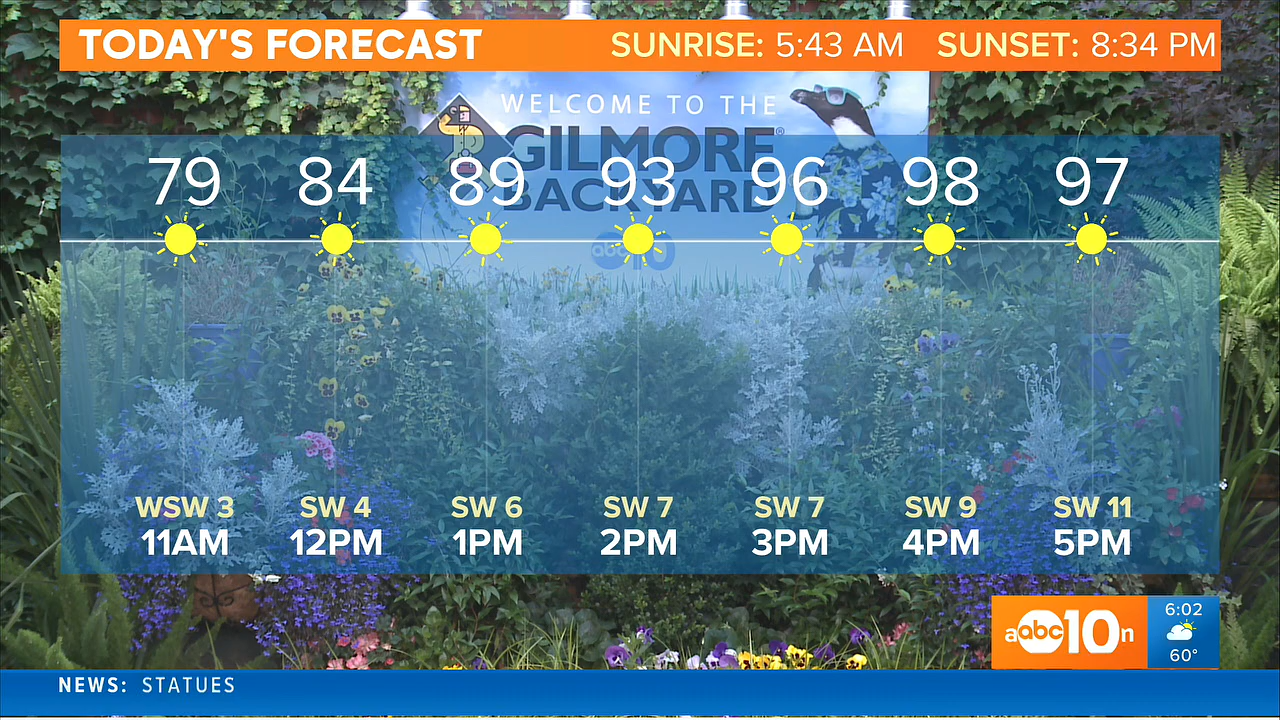 TODAY'S FORECAST SUNRISE: 5:43 AM SUNSET: 8:34 PM
WELCOME TO THE
GILMORE®
BACKYARD
79 84 89 93 96 98 97
abc10
WSW 3 SW 4 SW 6 SW 7 SW 7 SW 9 SW 11
11AM 12PM 1PM 2PM 3PM 4PM 5PM
a abc10 n
6:02
60°
NEWS: STATUES